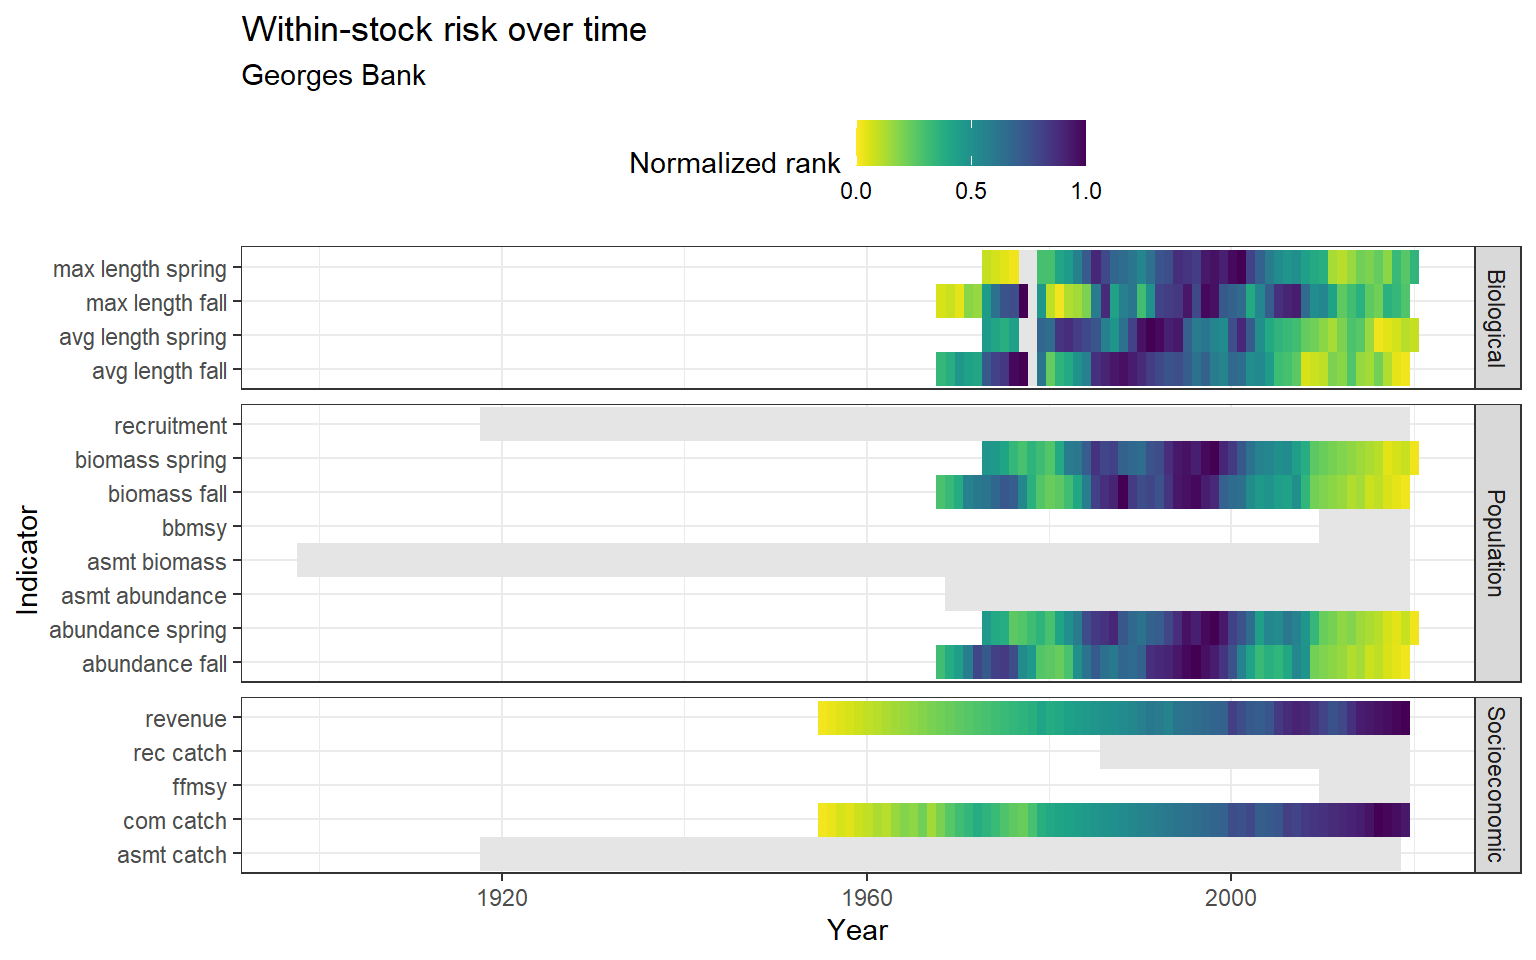 Within-stock risk over time
Georges Bank
Normalized rank
0.0 0.5 1.0
max length spring
max length fall
avg length spring
avg length fall
Biological
recruitment
biomass spring
biomass fall
bbmsy
asmt biomass
asmt abundance
abundance spring
abundance fall
Population
revenue
rec catch
ffmsy
com catch
asmt catch
Socioeconomic
Indicator
1920 1960 2000
Year